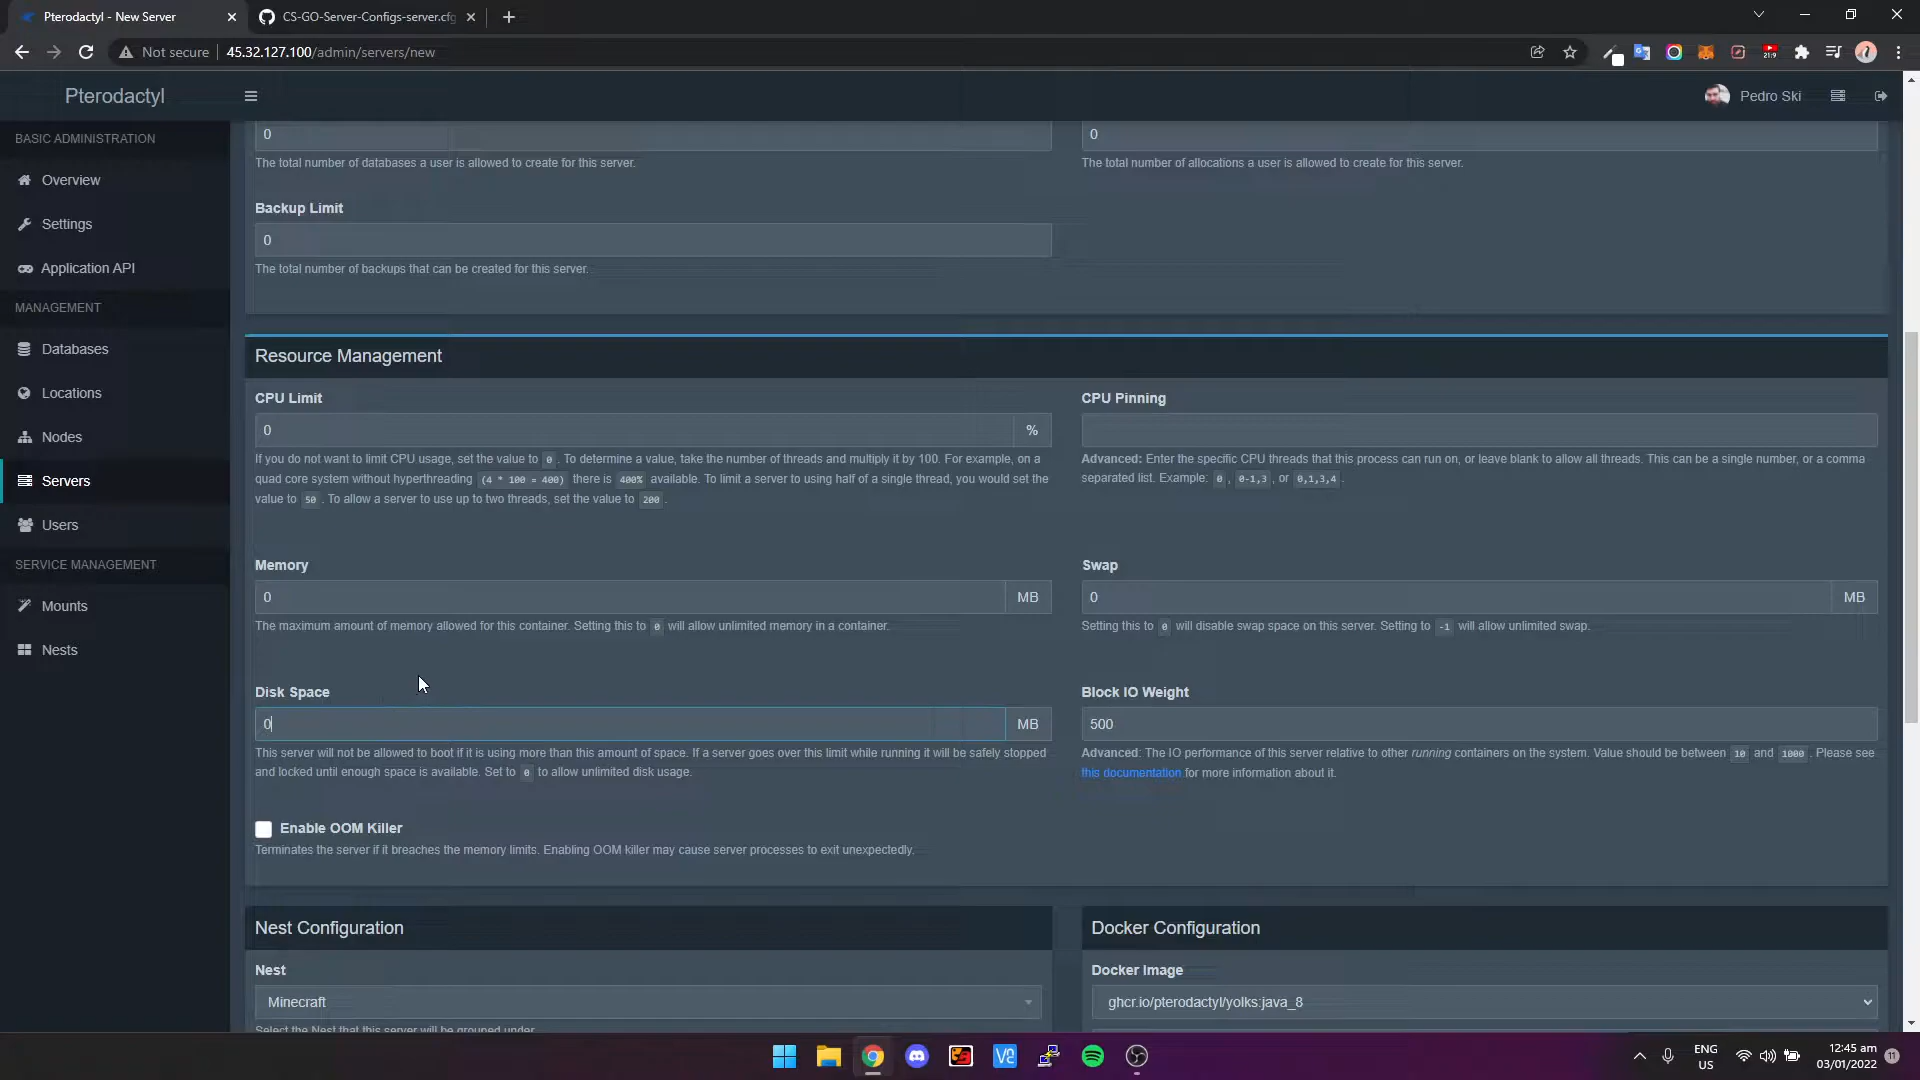 Pterodactyl - New Server
CS-GO-Server-Configs-server.cfg
Not secure
45.32.127.100/admin/servers/new
21:9
Pterodactyl
Pedro Ski
BASIC ADMINISTRATION
Overview
Settings
Application API
MANAGEMENT
Databases
Locations
Nodes
Servers
Users
SERVICE MANAGEMENT
Mounts
Nests
0
The total number of databases a user is allowed to create for this server.
0
The total number of allocations a user is allowed to create for this server.
Backup Limit
0
The total number of backups that can be created for this server.
Resource Management
CPU Limit
0
%
If you do not want to limit CPU usage, set the value to 0 . To determine a value, take the number of threads and multiply it by 100. For example, on a
quad core system without hyperthreading (4 * 100 = 400) there is 400% available. To limit a server to using half of a single thread, you would set the
value to 50 . To allow a server to use up to two threads, set the value to 200 .
CPU Pinning
Advanced: Enter the specific CPU threads that this process can run on, or leave blank to allow all threads. This can be a single number, or a comma
separated list. Example: 0 , 0-1,3 , or 0,1,3,4 .
Memory
0
MB
The maximum amount of memory allowed for this container. Setting this to 0 will allow unlimited memory in a container.
Swap
0
MB
Setting this to 0 will disable swap space on this server. Setting to -1 will allow unlimited swap.
Disk Space
0
MB
This server will not be allowed to boot if it is using more than this amount of space. If a server goes over this limit while running it will be safely stopped
and locked until enough space is available. Set to 0 to allow unlimited disk usage.
Block IO Weight
500
Advanced: The IO performance of this server relative to other running containers on the system. Value should be between 10 and 1000 . Please see
this documentation for more information about it.
Enable OOM Killer
Terminates the server if it breaches the memory limits. Enabling OOM killer may cause server processes to exit unexpectedly.
Nest Configuration
Nest
Minecraft
Select the Nest that this server will be grouped under.
Docker Configuration
Docker Image
ghcr.io/pterodactyl/yolks:java_8
ENG
US
12:45 am
03/01/2022
11